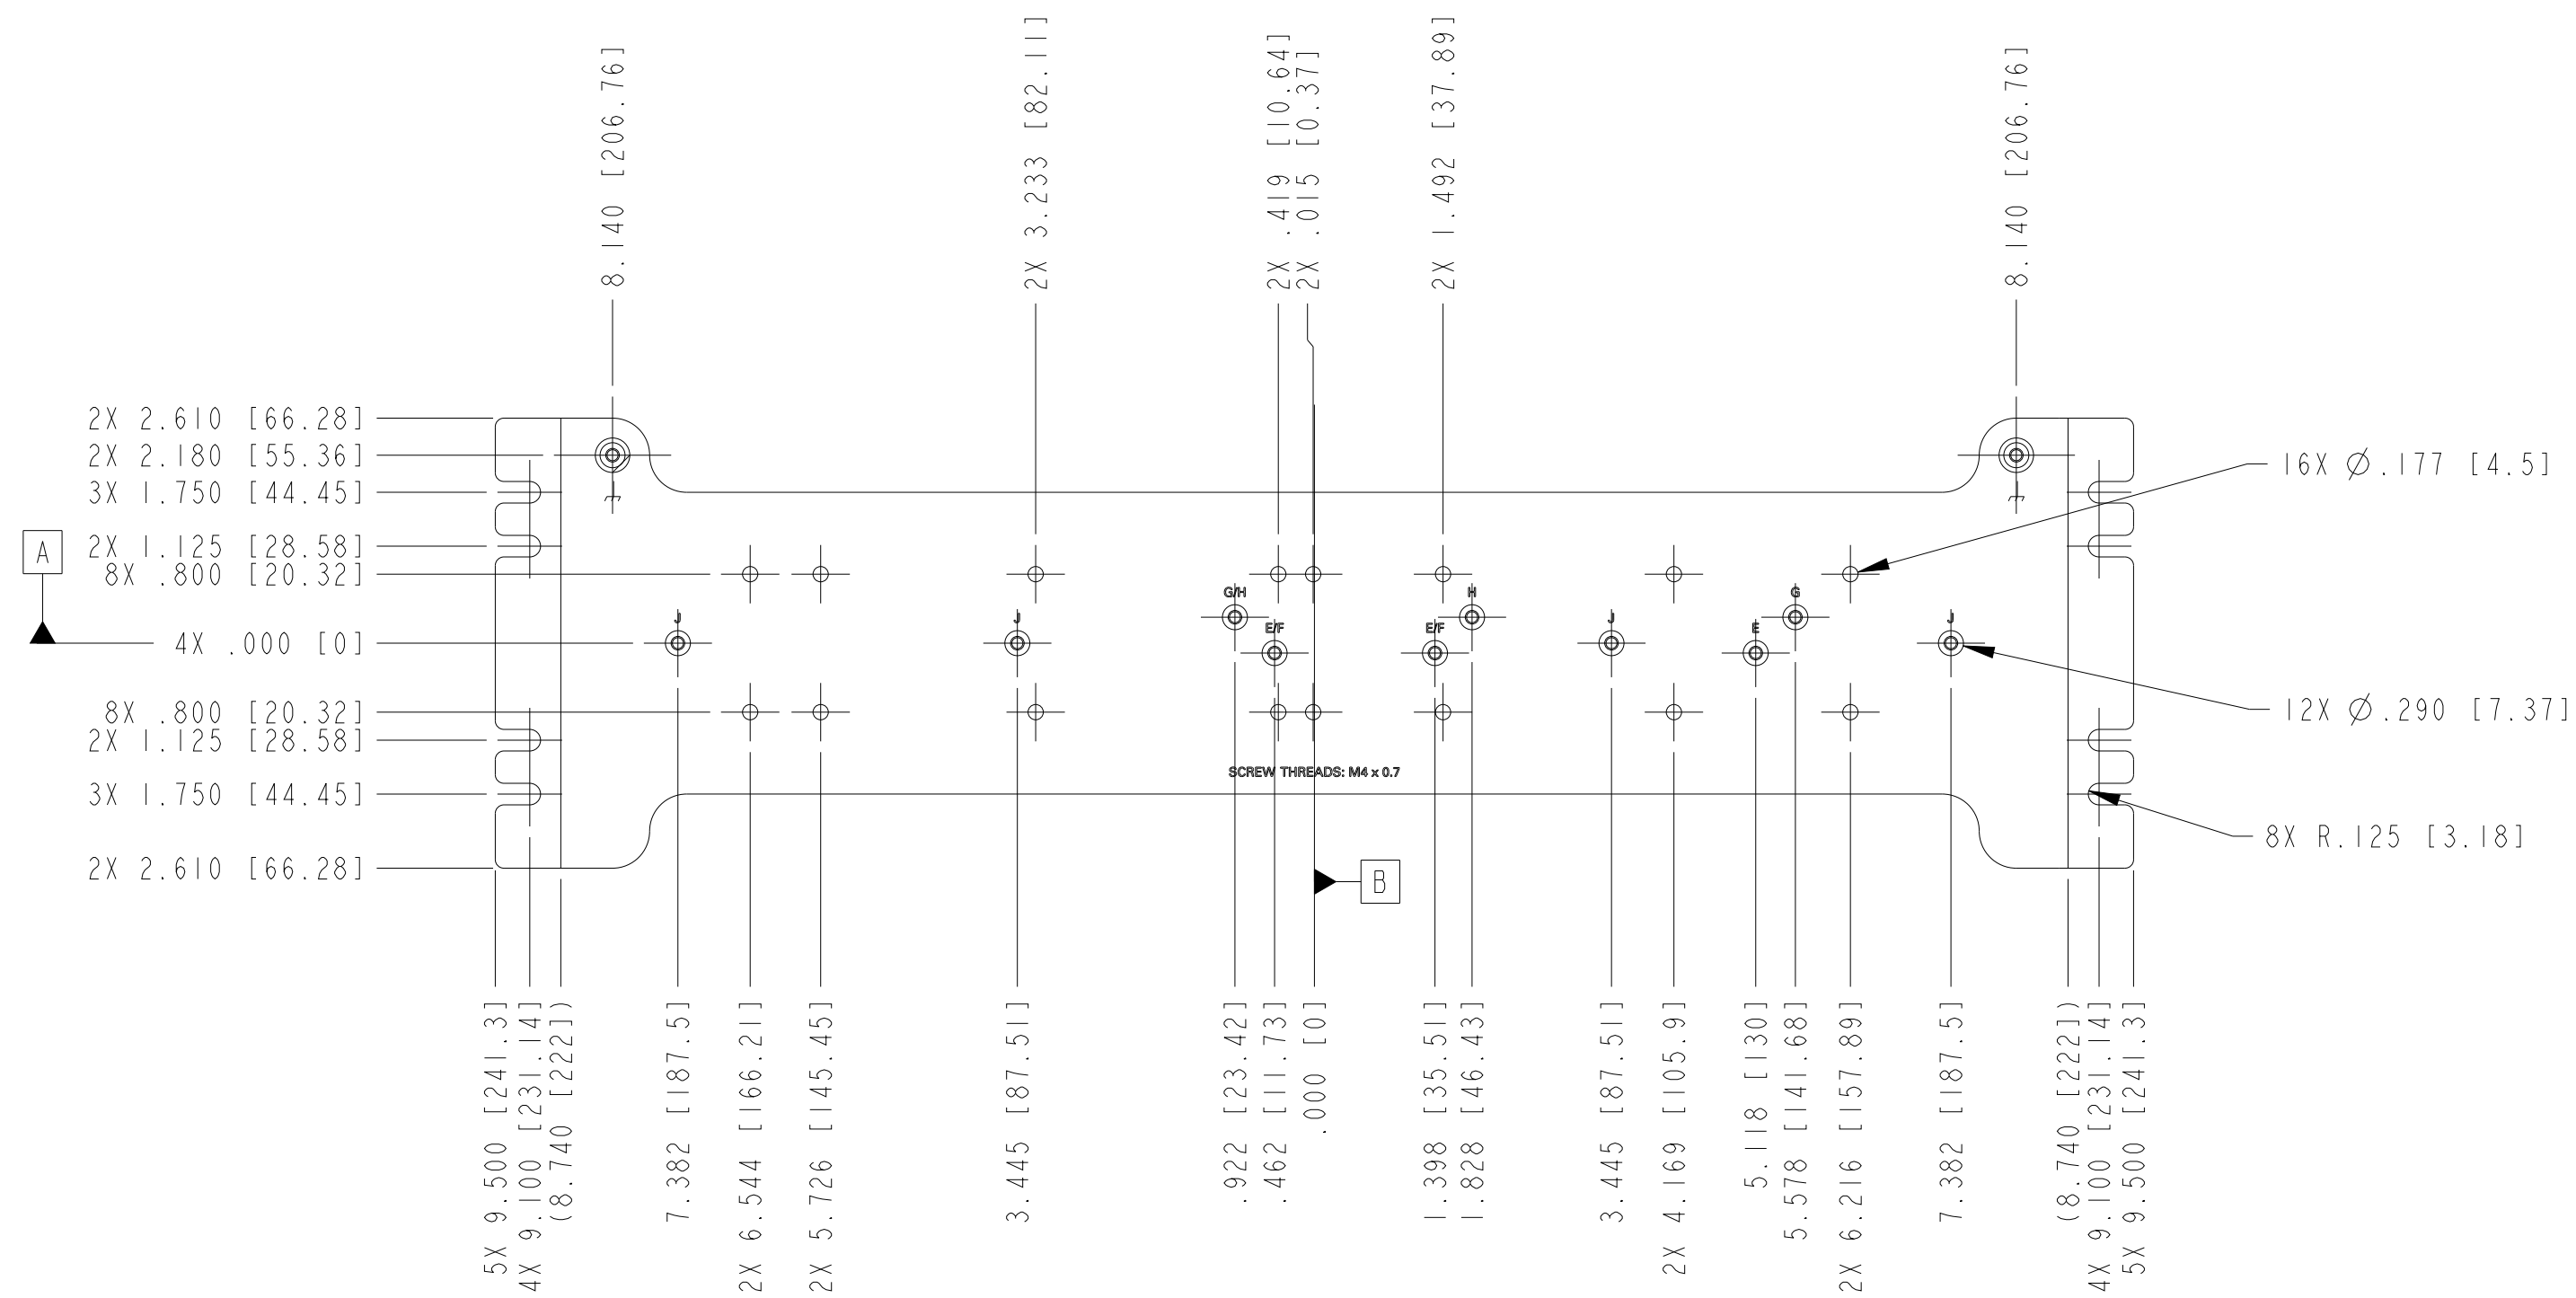 8.140 [206.76]
2X 3.233 [82.11]
2X .419 [10.64]
2X .015 [0.37]
2X 1.492 [37.89]
8.140 [206.76]
2X 2.610 [66.28]
2X 2.180 [55.36]
3X 1.750 [44.45]
2X 1.125 [28.58]
8X .800 [20.32]
A
4X .000 [0]
8X .800 [20.32]
2X 1.125 [28.58]
3X 1.750 [44.45]
2X 2.610 [66.28]
16X Ø.177 [4.5]
12X Ø.290 [7.37]
8X R.125 [3.18]
J
J
G/H
E/F
E/F
H
J
E
G
J
SCREW THREADS: M4 x 0.7
B
5X 9.500 [241.3]
4X 9.100 [231.14]
(8.740 [222])
7.382 [187.5]
2X 6.544 [166.21]
2X 5.726 [145.45]
3.445 [87.51]
.922 [23.42]
.462 [11.73]
.000 [0]
1.398 [35.51]
1.828 [46.43]
3.445 [87.51]
2X 4.169 [105.9]
5.118 [130]
5.578 [141.68]
2X 6.216 [157.89]
7.382 [187.5]
(8.740 [222])
4X 9.100 [231.14]
5X 9.500 [241.3]